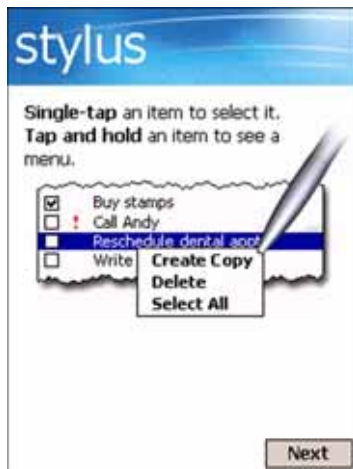 stylus
Single-tap an item to select it.
Tap and hold an item to see a
menu.
Buy stamps
! Call Andy
Reschedule dental appt
Write
Create Copy
Delete
Select All
Next